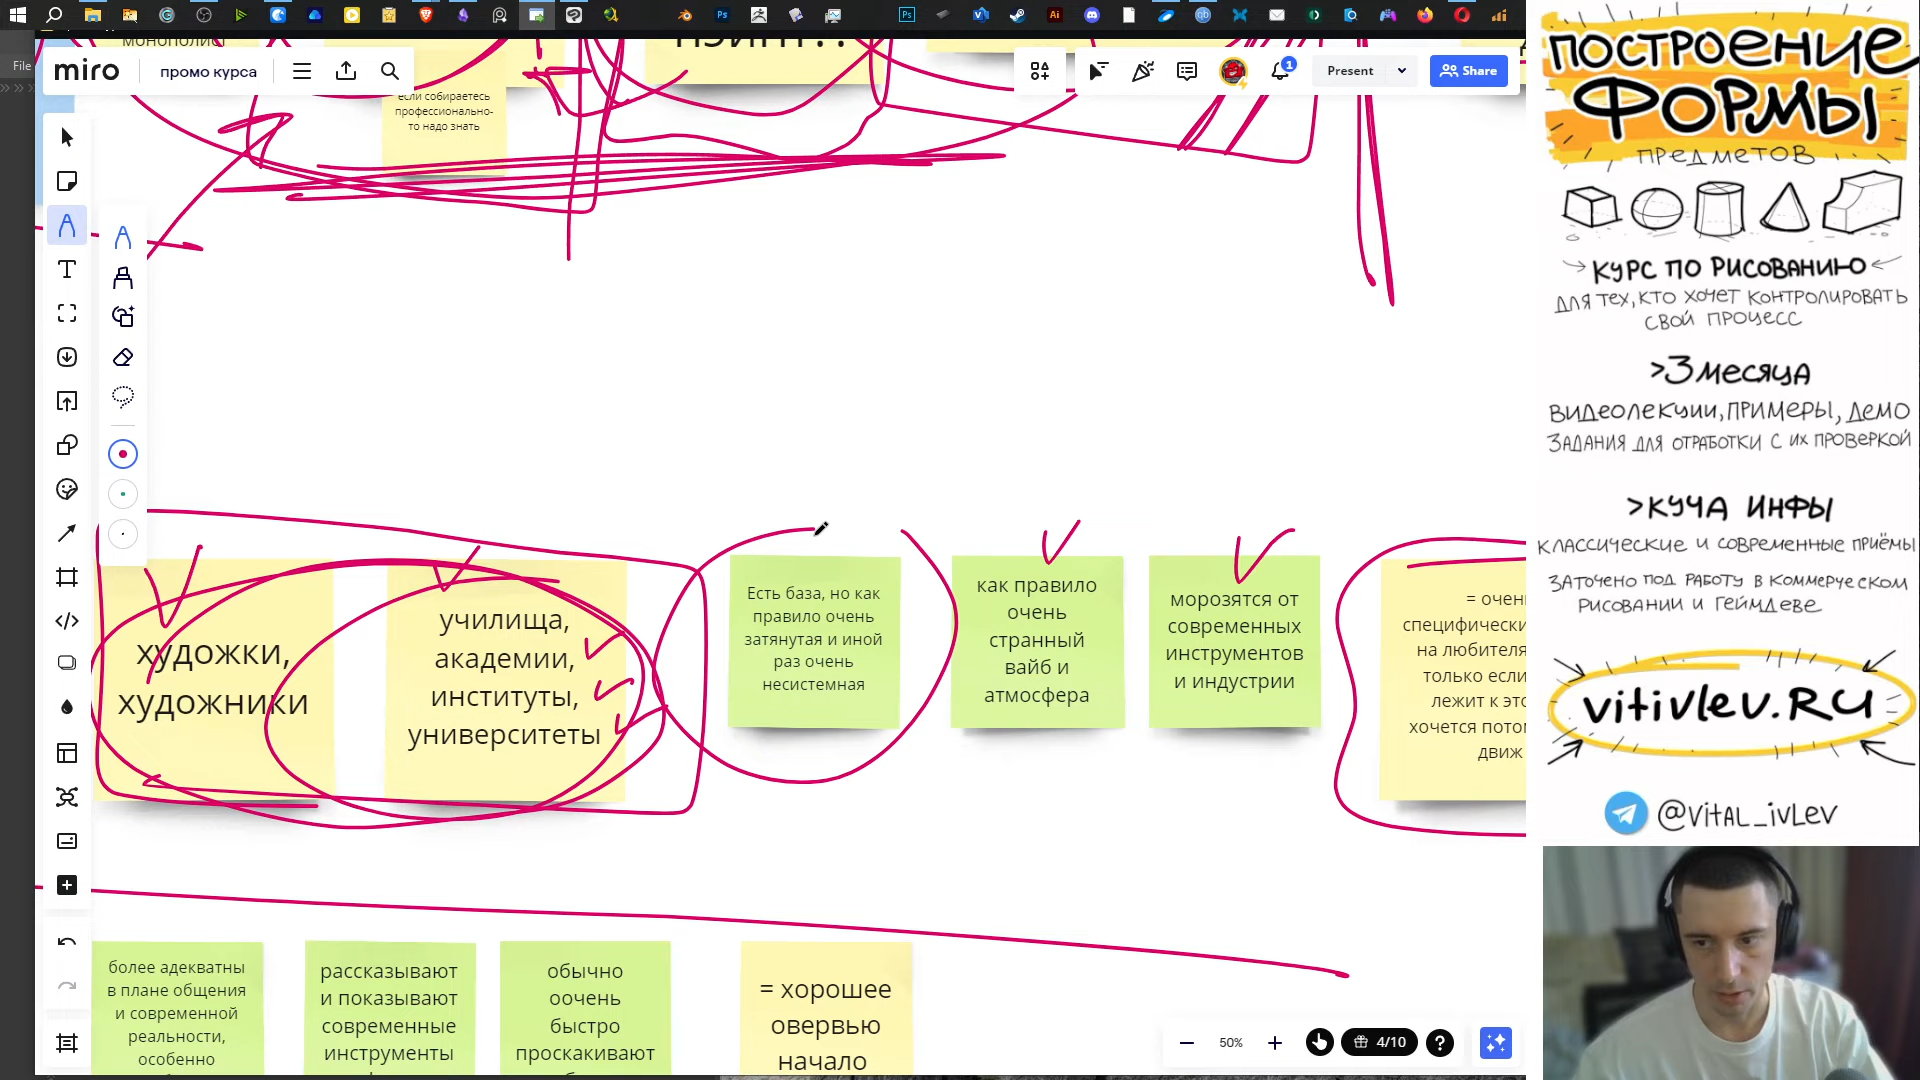 монополист
File
miro
промо курса
1
Present
Share
если собираетесь
профессионально-
то надо знать
художки,
художники
училища,
академии,
институты,
университеты
Есть база, но как
правило очень
затянутая и иной
раз очень
несистемная
как правило
очень
странный
вайб и
атмосфера
морозятся от
современных
инструментов
и индустрии
= очень
специфически
на любителя
только если
лежит к это
хочется пото
движ
более адекватны
в плане общения
и современной
реальности,
особенно
рассказывают
и показывают
современные
инструменты
обычно
оочень
быстро
проскакивают
= хорошее
овервью
начало
50%
4/10
ПОСТРОЕНИЕ
ФОРМЫ
ПРЕДМЕТОВ
КУРС ПО РИСОВАНИЮ
ДЛЯ ТЕХ, КТО ХОЧЕТ КОНТРОЛИРОВАТЬ
СВОЙ ПРОЦЕСС
>3 месяца
ВИДЕОЛЕКЦИИ, ПРИМЕРЫ, ДЕМО
ЗАДАНИЯ ДЛЯ ОТРАБОТКИ С ИХ ПРОВЕРКОЙ
>КУЧА ИНФЫ
КЛАССИЧЕСКИЕ И СОВРЕМЕННЫЕ ПРИЁМЫ
ЗАТОЧЕНО ПОД РАБОТУ В КОММЕРЧЕСКОМ
РИСОВАНИИ И ГЕЙМДЕВЕ
vitivlev.RU
@VITAL_IVLEV